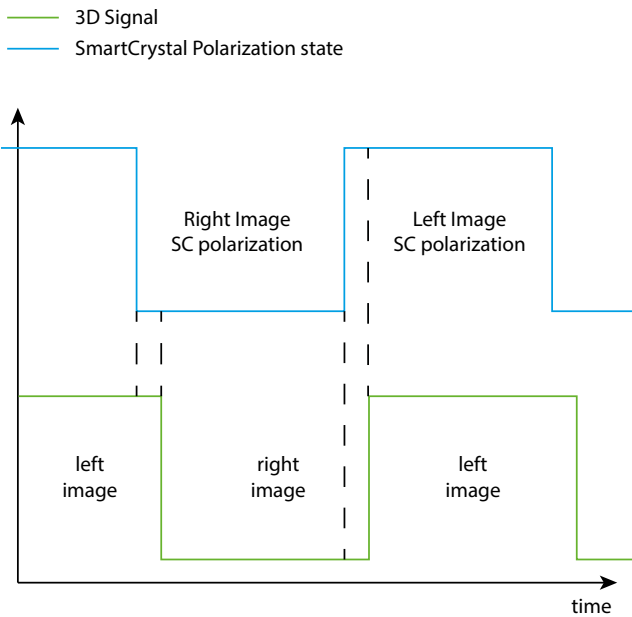 3D Signal
SmartCrystal Polarization state
Right Image
SC polarization
Left Image
SC polarization
left
image
right
image
left
image
time